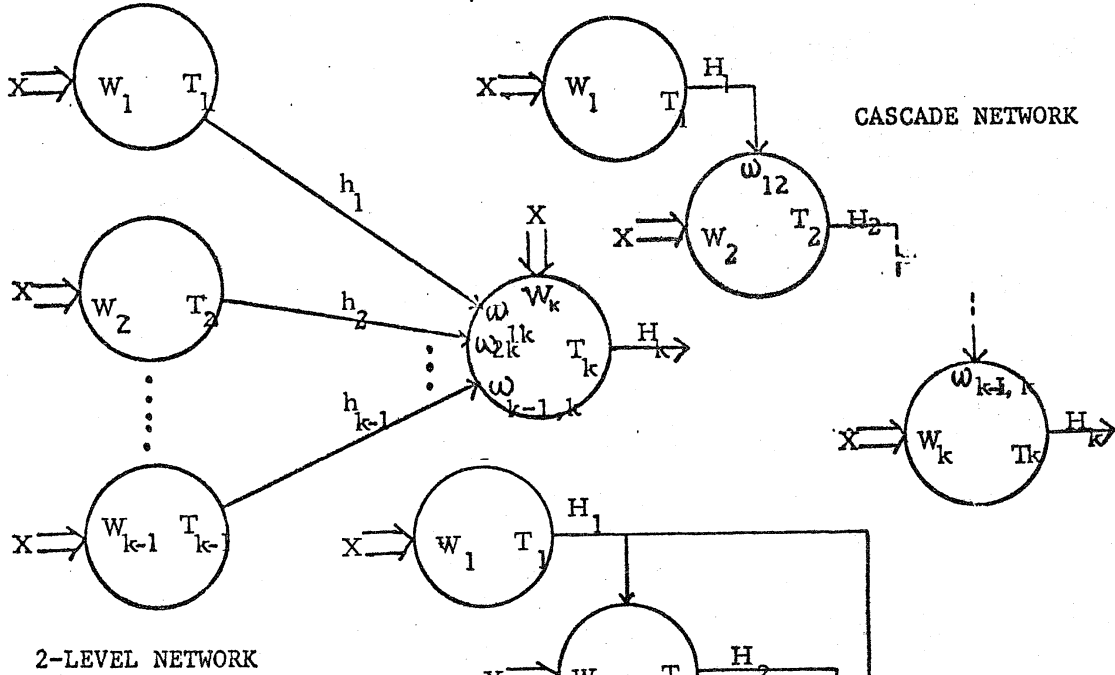 X W1 T1
h1
X W2 T2
h2
X Wk-1 Tk-1
hk-1
X
Wk
ω1k
ω2k
ωk-1,k
Tk Hk
2-LEVEL NETWORK
X W1 T1 H1
CASCADE NETWORK
ω12
X W2 T2 H2
ωk-1,k
X Wk Tk Hk
X W1 T1 H1
X W T H2